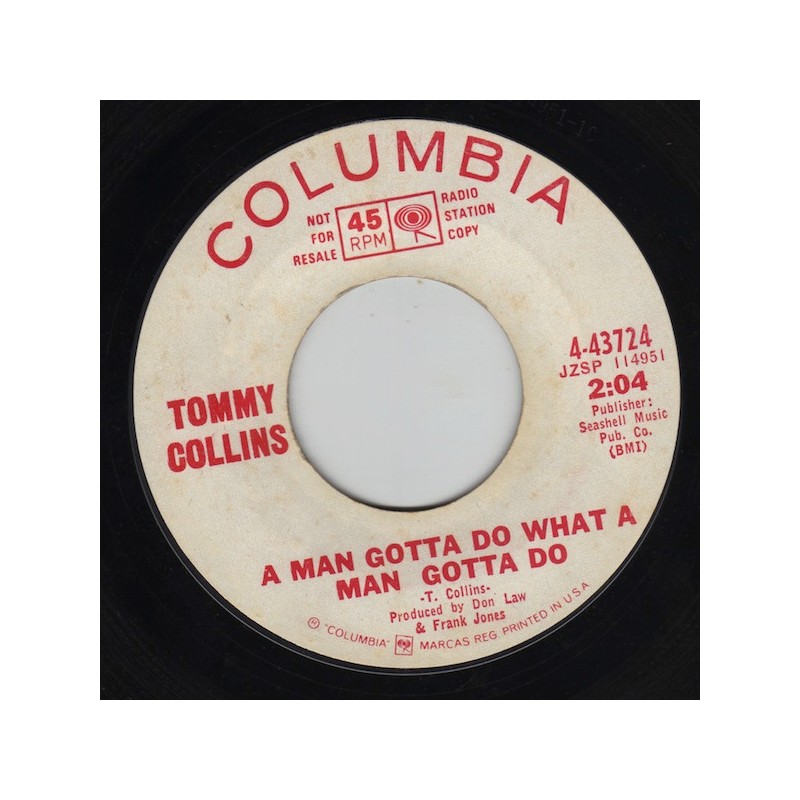 COLUMBIA
NOT
FOR
RESALE
45
RPM
RADIO
STATION
COPY
4-43724
JZSP 114951
2:04
Publisher:
Seashell Music
Pub. Co.
(BMI)
TOMMY
COLLINS
A MAN GOTTA DO WHAT A
MAN GOTTA DO
-T. Collins-
Produced by Don Law
& Frank Jones
® "COLUMBIA" MARCAS REG. PRINTED IN U S A